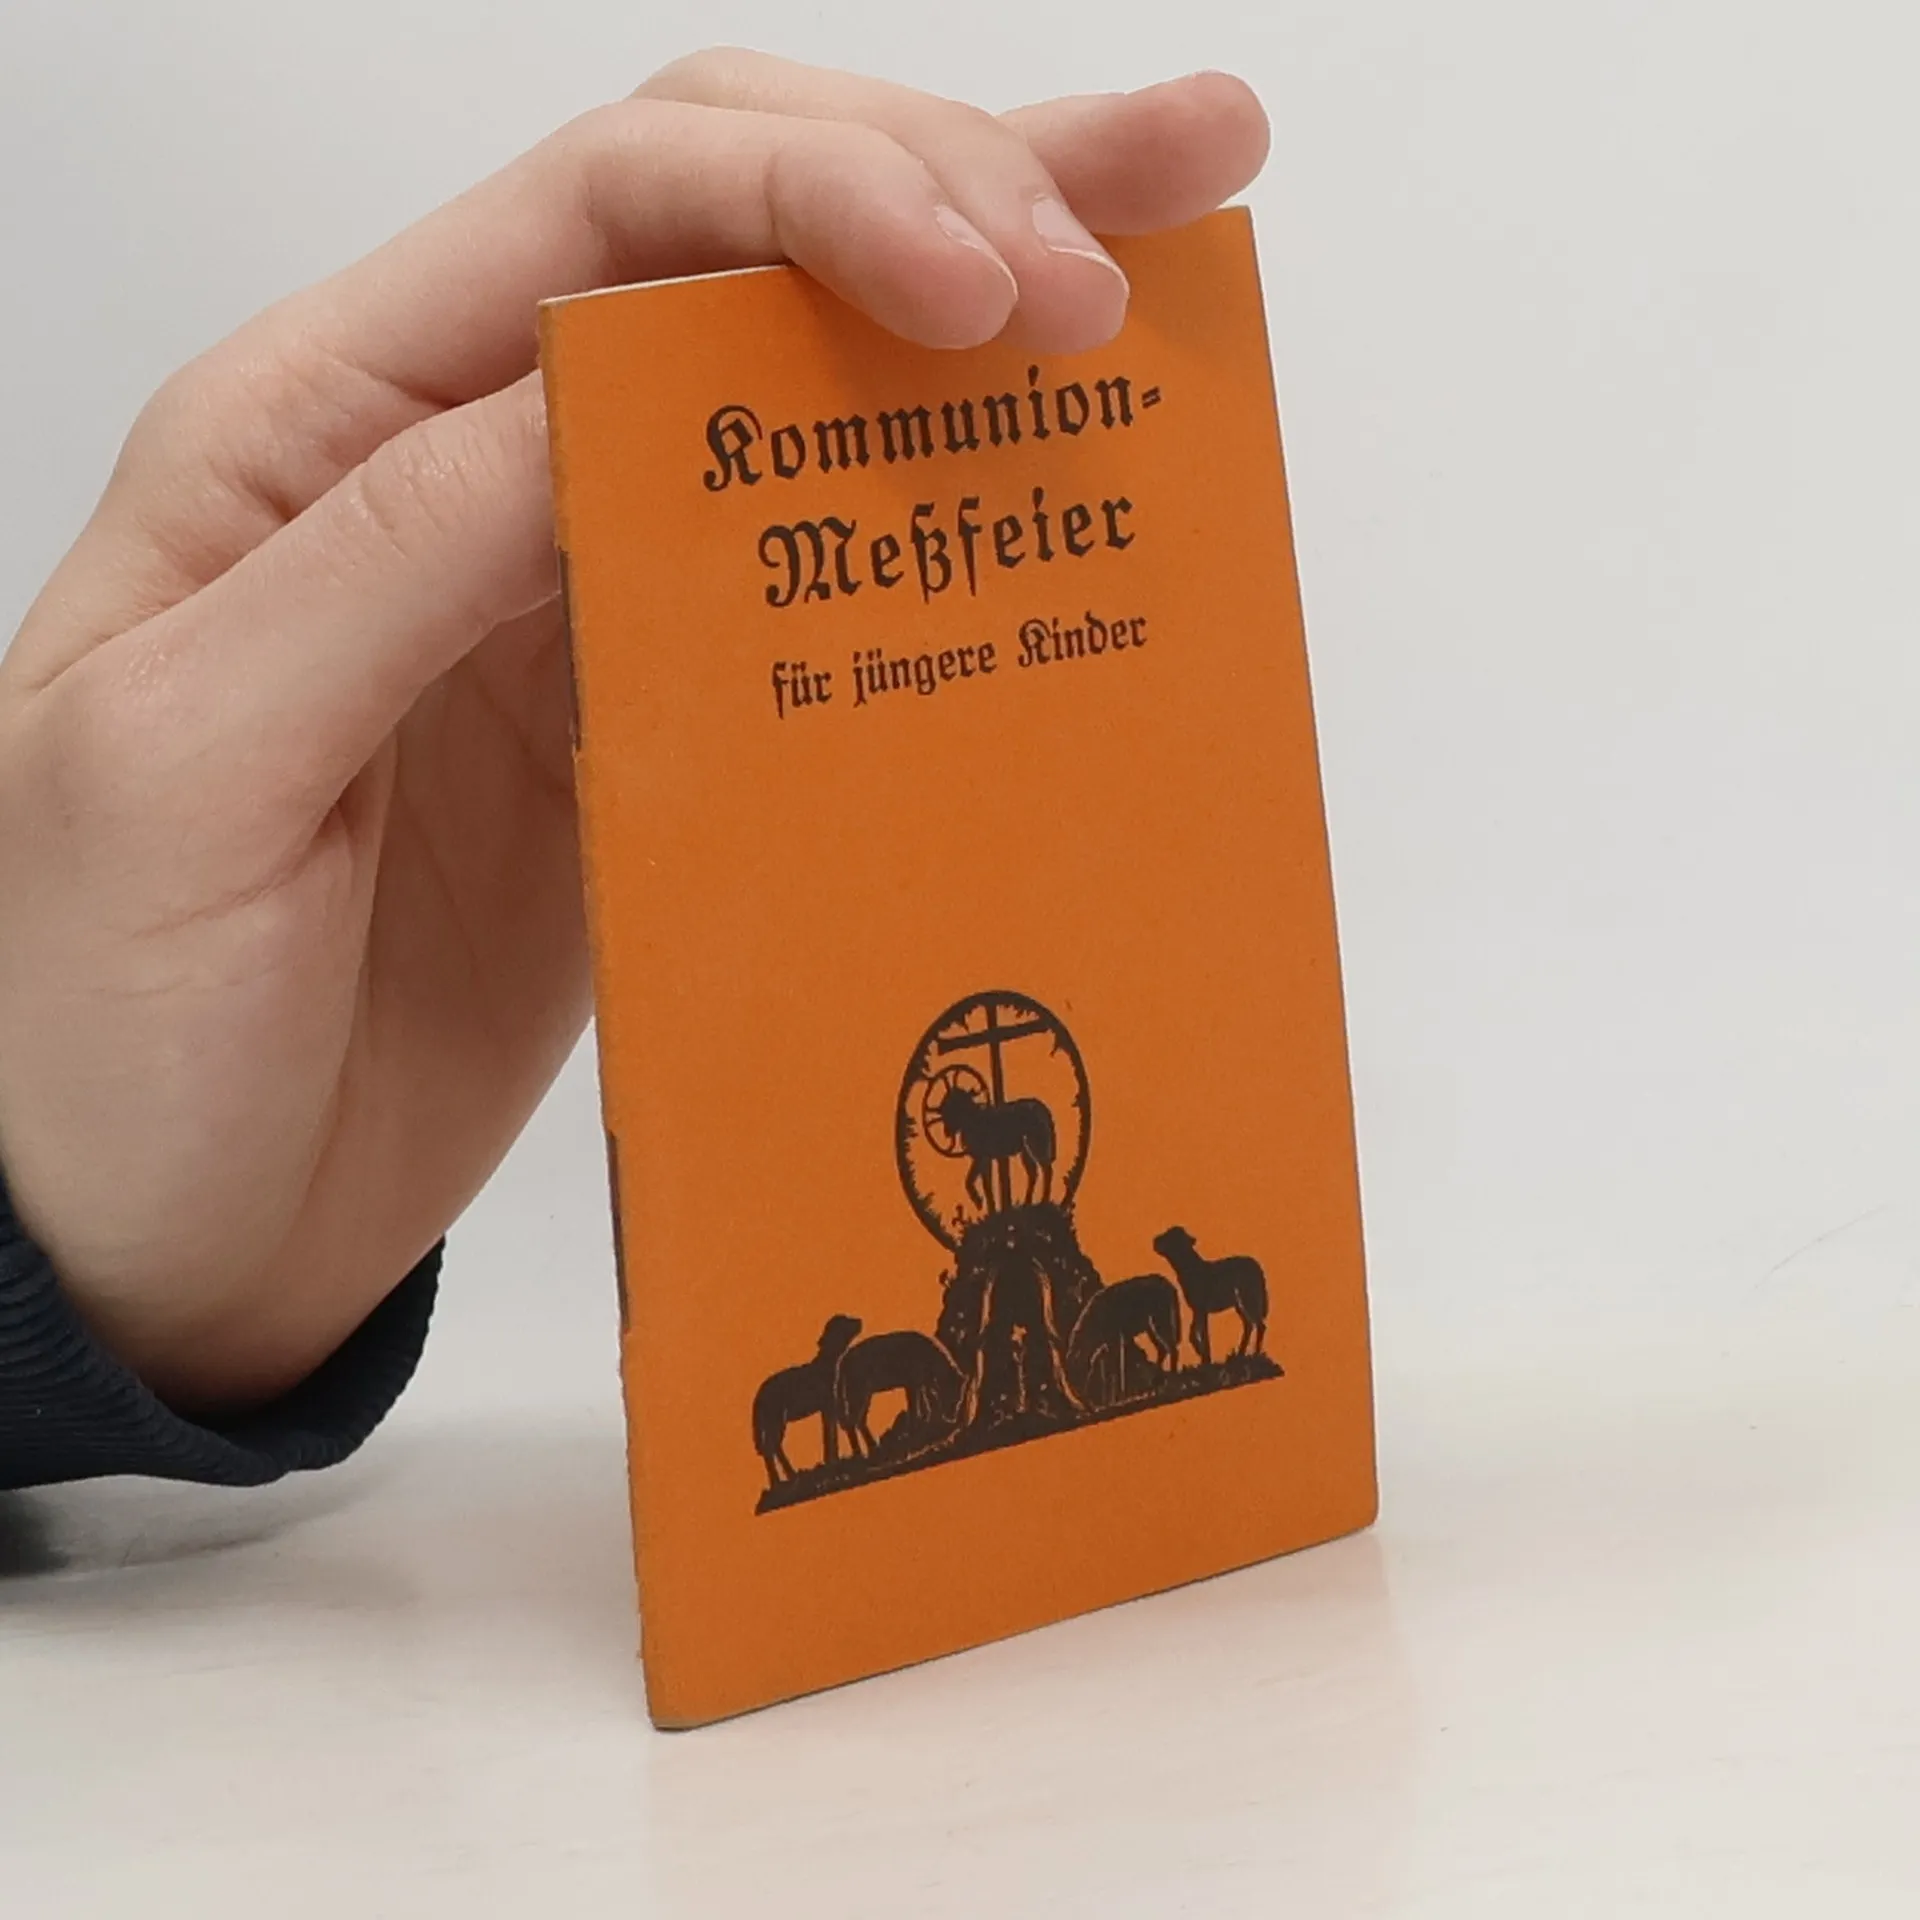 Kommunion-
Meßfeier
für jüngere Kinder